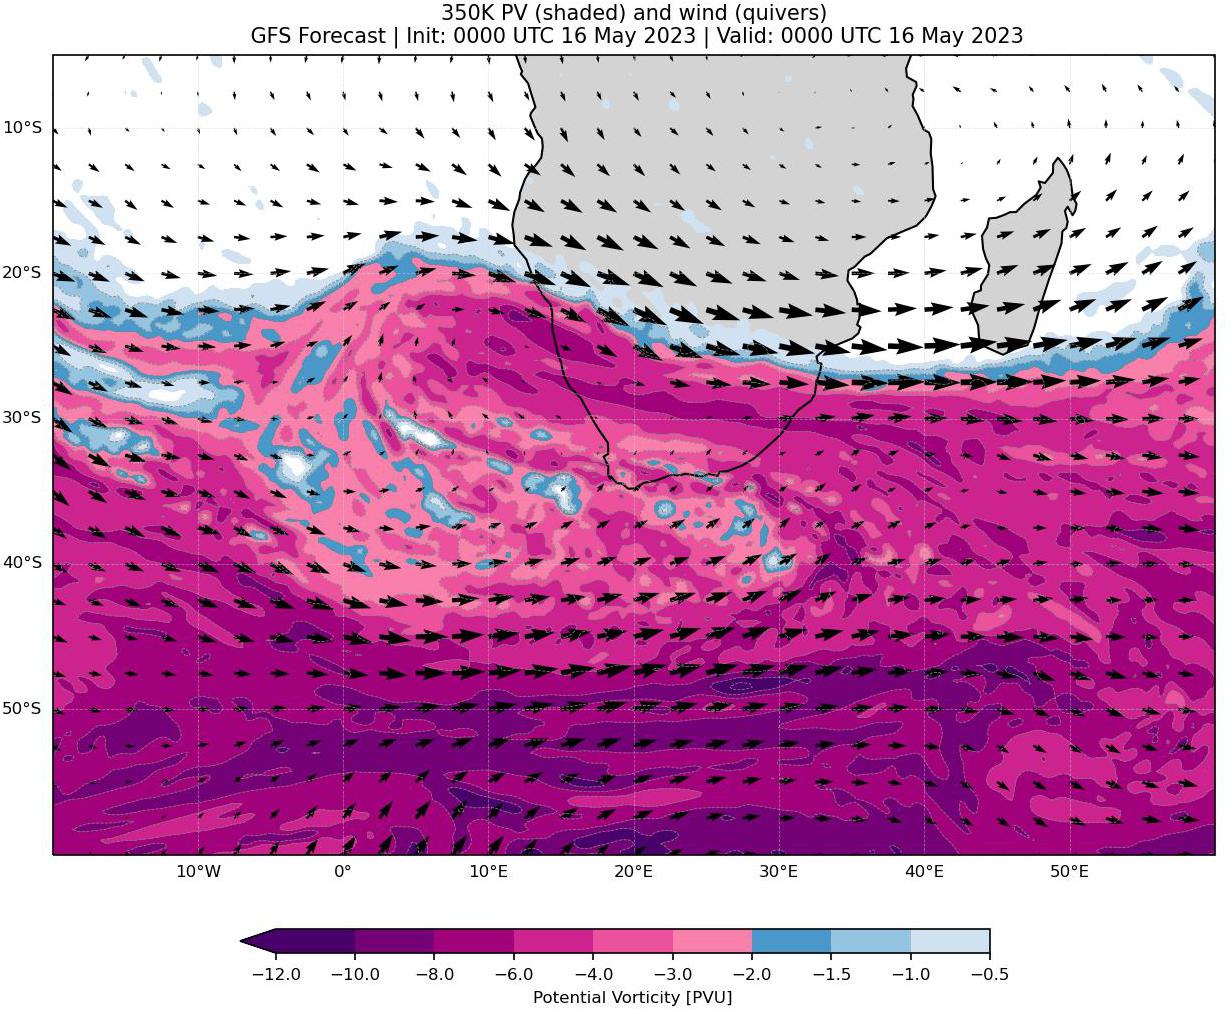 350K PV (shaded) and wind (quivers)
GFS Forecast | Init: 0000 UTC 16 May 2023 | Valid: 0000 UTC 16 May 2023
10°S
20°S
30°S
40°S
50°S
10°W 0° 10°E 20°E 30°E 40°E 50°E
−12.0 −10.0 −8.0 −6.0 −4.0 −3.0 −2.0 −1.5 −1.0 −0.5
Potential Vorticity [PVU]